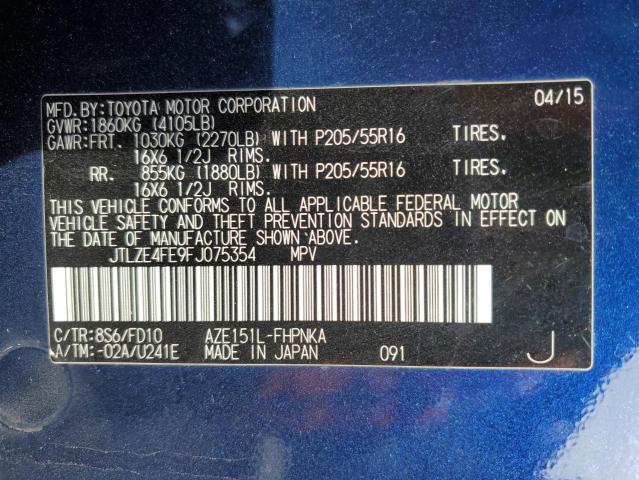 MFD.BY:TOYOTA MOTOR CORPORATION 04/15
GVWR:1860KG (4105LB)
GAWR:FRT. 1030KG (2270LB) WITH P205/55R16 TIRES.
16X6 1/2J RIMS.
RR. 855KG (1880LB) WITH P205/55R16 TIRES.
16X6 1/2J RIMS.
THIS VEHICLE CONFORMS TO ALL APPLICABLE FEDERAL MOTOR
VEHICLE SAFETY AND THEFT PREVENTION STANDARDS IN EFFECT ON
THE DATE OF MANUFACTURE SHOWN ABOVE.
JTLZE4FE9FJ075354 MPV
C/TR:8S6/FD10 AZE151L-FHPNKA
A/TM:-02A/U241E MADE IN JAPAN 091 J